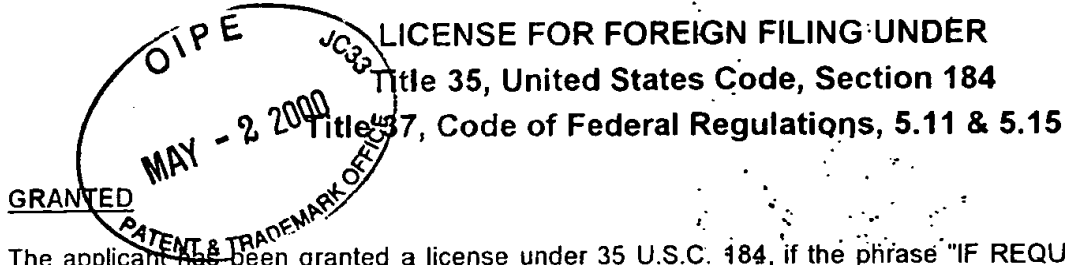 OIPE
JC33
MAY - 2 2000
PATENT & TRADEMARK OFFICE
LICENSE FOR FOREIGN FILING UNDER
Title 35, United States Code, Section 184
Title 37, Code of Federal Regulations, 5.11 & 5.15
GRANTED
The applicant has been granted a license under 35 U.S.C. 184, if the phrase "IF REQU